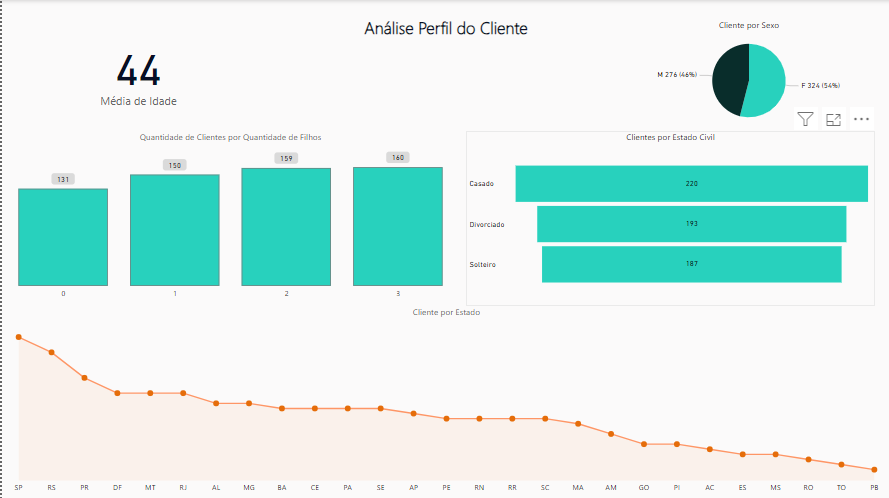 Análise Perfil do Cliente
Cliente por Sexo
44
Média de Idade
M 276 (46%)
F 324 (54%)
Quantidade de Clientes por Quantidade de Filhos
131
150
159
160
0
1
2
3
Clientes por Estado Civil
Casado
220
Divorciado
193
Solteiro
187
Cliente por Estado
SP RS PR DF MT RJ AL MG BA CE PA SE AP PE RN RR SC MA AM GO PI AC ES MS RO TO PB